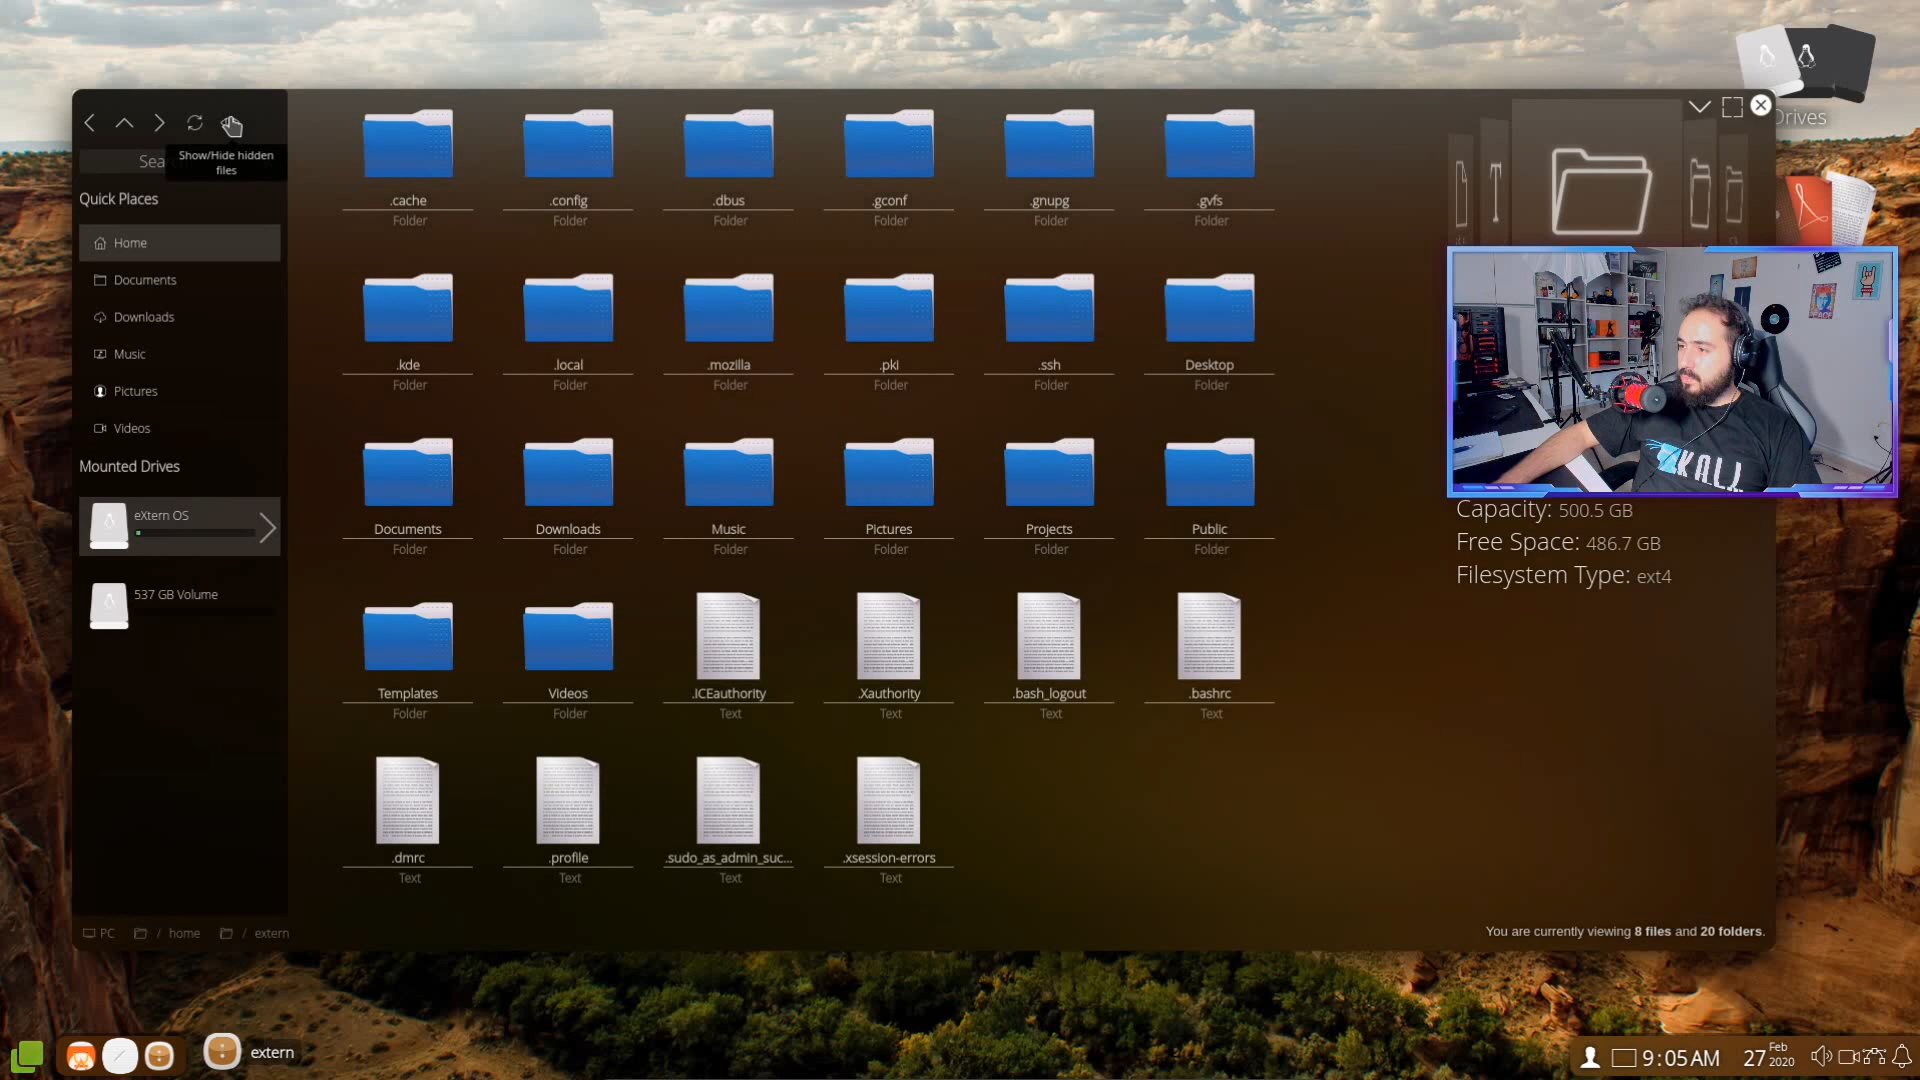 Drives
Show/Hide hidden
files
Sea
Quick Places
Home
Documents
Downloads
Music
Pictures
Videos
Mounted Drives
eXtern OS
537 GB Volume
.cache
Folder
.config
Folder
.dbus
Folder
.gconf
Folder
.gnupg
Folder
.gvfs
Folder
.kde
Folder
.local
Folder
.mozilla
Folder
.pki
Folder
.ssh
Folder
Desktop
Folder
Documents
Folder
Downloads
Folder
Music
Folder
Pictures
Folder
Projects
Folder
Public
Folder
Templates
Folder
Videos
Folder
.ICEauthority
Text
.Xauthority
Text
.bash_logout
Text
.bashrc
Text
.dmrc
Text
.profile
Text
.sudo_as_admin_suc...
Text
.xsession-errors
Text
KALI
Capacity: 500.5 GB
Free Space: 486.7 GB
Filesystem Type: ext4
PC / home / extern
You are currently viewing 8 files and 20 folders.
extern
9:05AM
27 Feb 2020